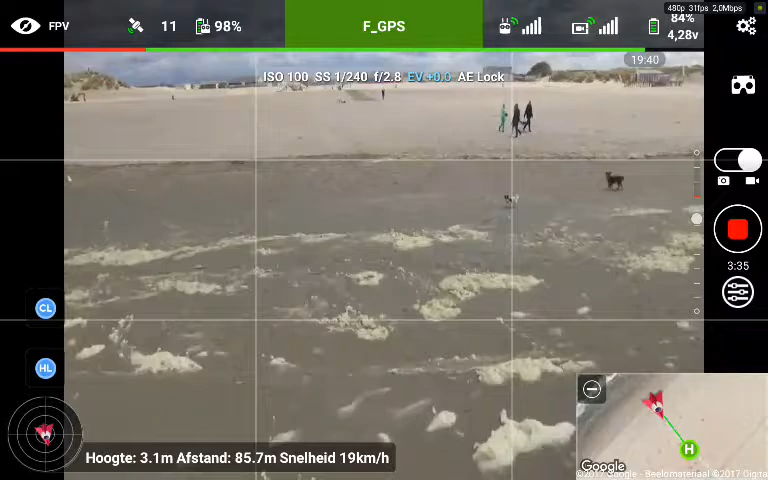 480p 31fps 2,0Mbps
FPV
11
98%
F_GPS
84%
4,28v
19:40
ISO 100 SS 1/240 f/2.8 EV +0.0 AE Lock
3:35
CL
HL
H
Hoogte: 3.1m Afstand: 85.7m Snelheid 19km/h
Google
©2017 Google - Beeldmateriaal ©2017 Digita